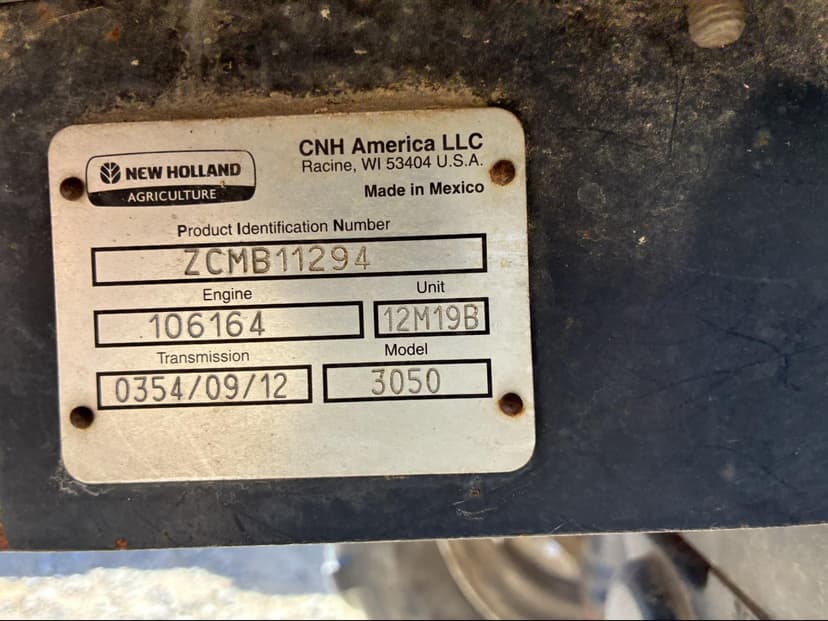 NEW HOLLAND
AGRICULTURE
CNH America LLC
Racine, WI 53404 U.S.A.
Made in Mexico
Product Identification Number
ZCMB11294
Engine
Unit
106164
12M19B
Transmission
Model
0354/09/12
3050